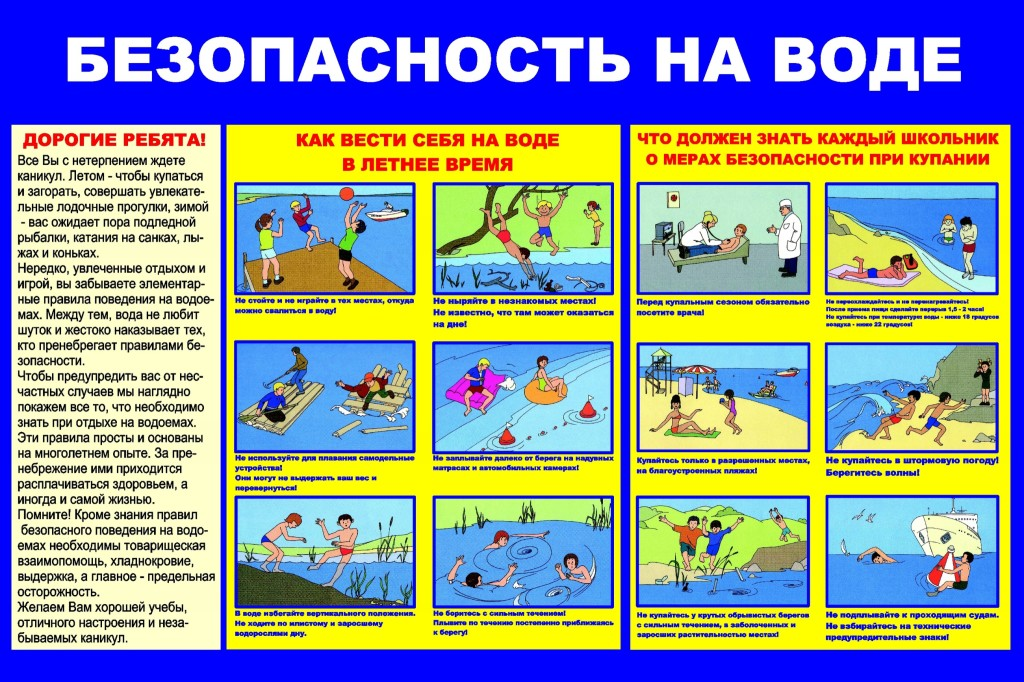 БЕЗОПАСНОСТЬ НА ВОДЕ
ДОРОГИЕ РЕБЯТА!
Все Вы с нетерпением ждете
каникул. Летом - чтобы купаться
и загорать, совершать увлекате-
льные лодочные прогулки, зимой
- вас ожидает пора подледной
рыбалки, катания на санках, лы-
жах и коньках.
Нередко, увлеченные отдыхом и
игрой, вы забываете элементар-
ные правила поведения на водое-
мах. Между тем, вода не любит
шуток и жестоко наказывает тех,
кто пренебрегает правилами бе-
зопасности.
Чтобы предупредить вас от нес-
частных случаев мы наглядно
покажем все то, что необходимо
знать при отдыхе на водоемах.
Эти правила просты и основаны
на многолетнем опыте. За пре-
небрежение ими приходится
расплачиваться здоровьем, а
иногда и самой жизнью.
Помните! Кроме знания правил
безопасного поведения на водо-
емах необходимы товарищеская
взаимопомощь, хладнокровие,
выдержка, а главное - предельная
осторожность.
Желаем Вам хорошей учебы,
отличного настроения и неза-
бываемых каникул.
КАК ВЕСТИ СЕБЯ НА ВОДЕ
В ЛЕТНЕЕ ВРЕМЯ
Не стойте и не играйте в тех местах, откуда
можно свалиться в воду!
Не ныряйте в незнакомых местах!
Не известно, что там может оказаться
на дне!
Не используйте для плавания самодельные
устройства!
Они могут не выдержать ваш вес и
перевернуться!
Не заплывайте далеко от берега на надувных
матрасах и автомобильных камерах!
В воде избегайте вертикального положения.
Не ходите по илистому и заросшему
водорослями дну.
Не боритесь с сильным течением!
Плывите по течению постепенно приближаясь
к берегу!
ЧТО ДОЛЖЕН ЗНАТЬ КАЖДЫЙ ШКОЛЬНИК
О МЕРАХ БЕЗОПАСНОСТИ ПРИ КУПАНИИ
Перед купальным сезоном обязательно
посетите врача!
Не переохлаждайтесь и не перенагревайтесь!
После приема пищи сделайте перерыв 1,5 - 2 часа!
Не купайтесь при температуре: воды - ниже 18 градусов
воздуха - ниже 22 градусов!
Купайтесь только в разрешенных местах,
на благоустроенных пляжах!
Не купайтесь в штормовую погоду!
Берегитесь волны!
Не купайтесь у крутых обрывистых берегов
с сильным течением, в заболоченных и
заросших растительностью местах!
Не подплывайте к проходящим судам.
Не взбирайтесь на технические
предупредительные знаки!